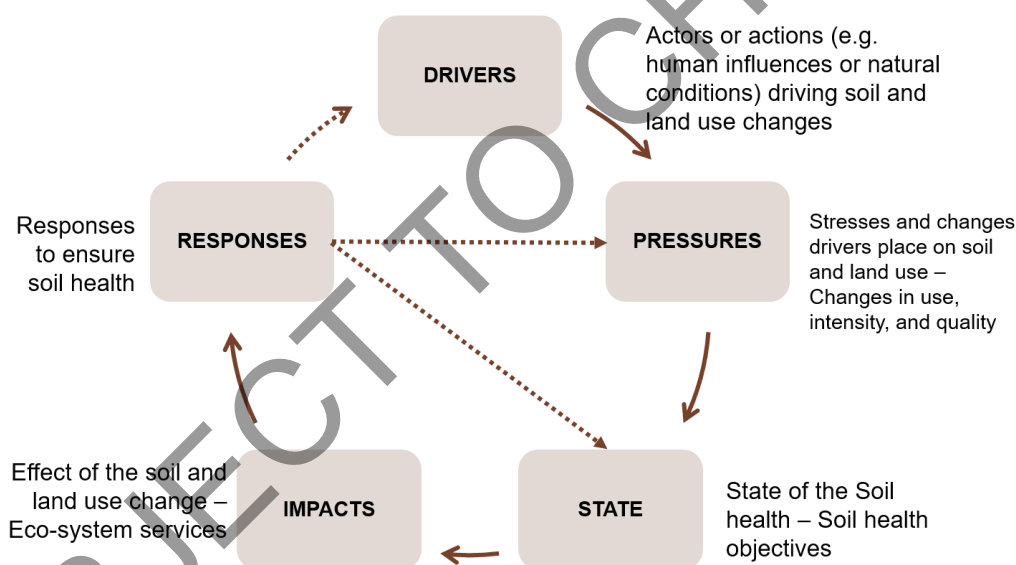 DRIVERS
Actors or actions (e.g.
human influences or natural
conditions) driving soil and
land use changes
Responses
to ensure
soil health
RESPONSES
PRESSURES
Stresses and changes
drivers place on soil
and land use –
Changes in use,
intensity, and quality
Effect of the soil and
land use change –
Eco-system services
IMPACTS
STATE
State of the Soil
health – Soil health
objectives
JECT TO CH